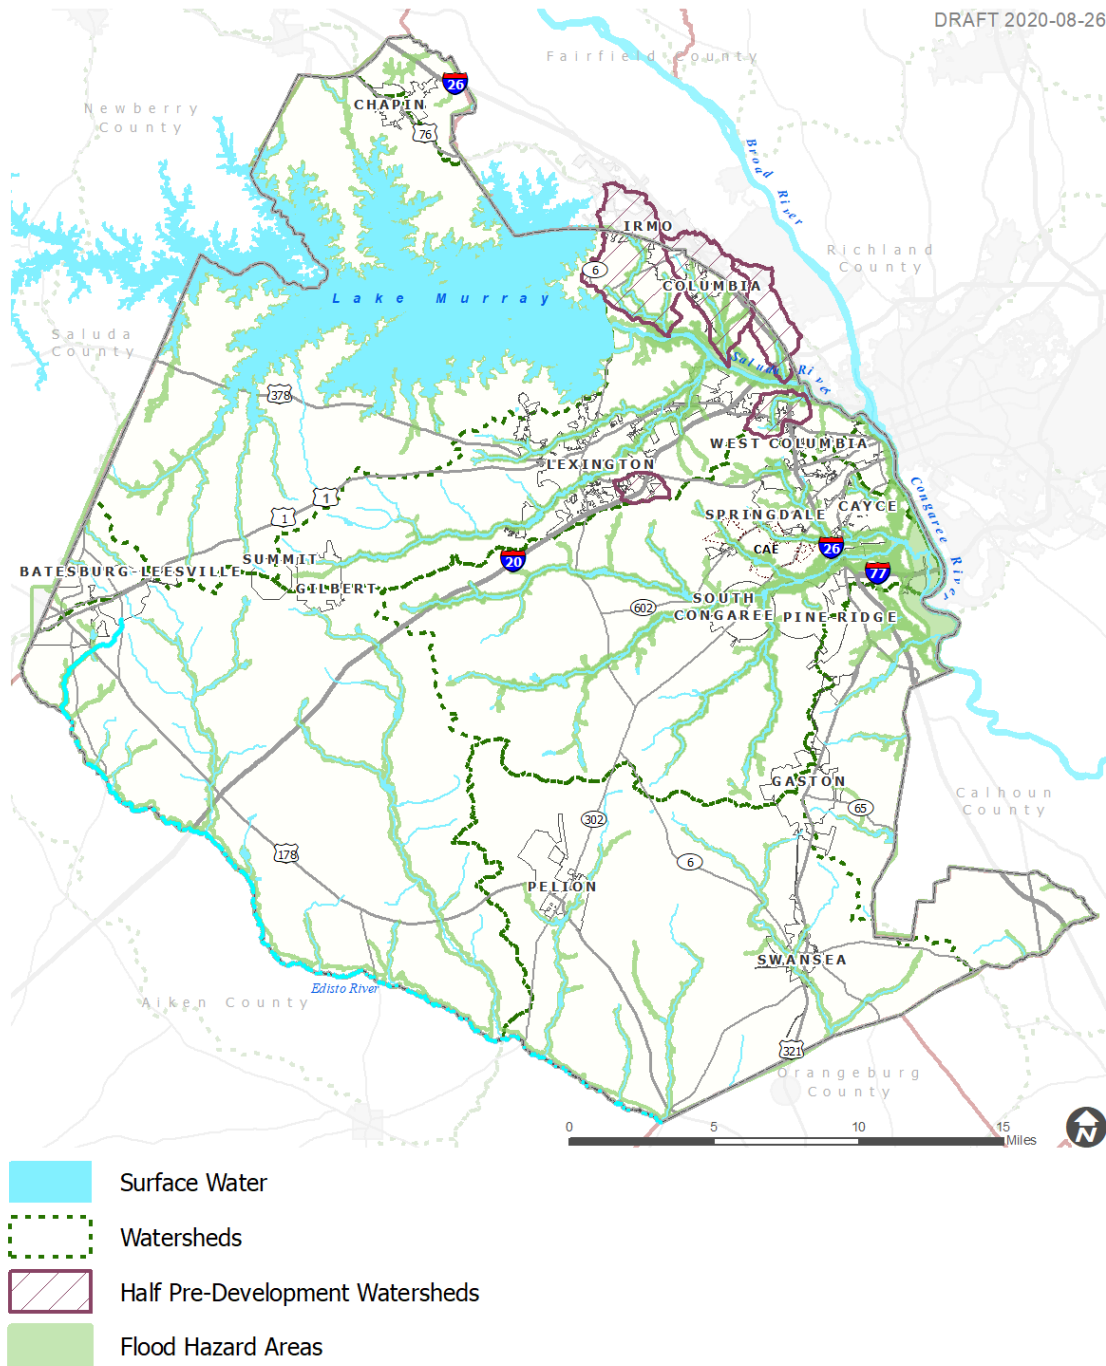 DRAFT 2020-08-26
Fairfield County
26
Newberry
County
CHAPIN
76
Broad River
IRMO
Richland
County
6
COLUMBIA
Lake Murray
Saluda
County
Saluda River
378
WEST COLUMBIA
LEXINGTON
Congaree River
1
1
SPRINGDALE
CAYCE
CAE
26
20
77
SUMMIT
BATESBURG-LEESVILLE
GILBERT
SOUTH
CONGAREE
602
PINE RIDGE
GASTON
Calhoun
County
65
302
178
6
PELION
SWANSEA
Edisto River
Aiken County
321
Orangeburg
County
0
5
10
15
Miles
N
Surface Water
Watersheds
Half Pre-Development Watersheds
Flood Hazard Areas